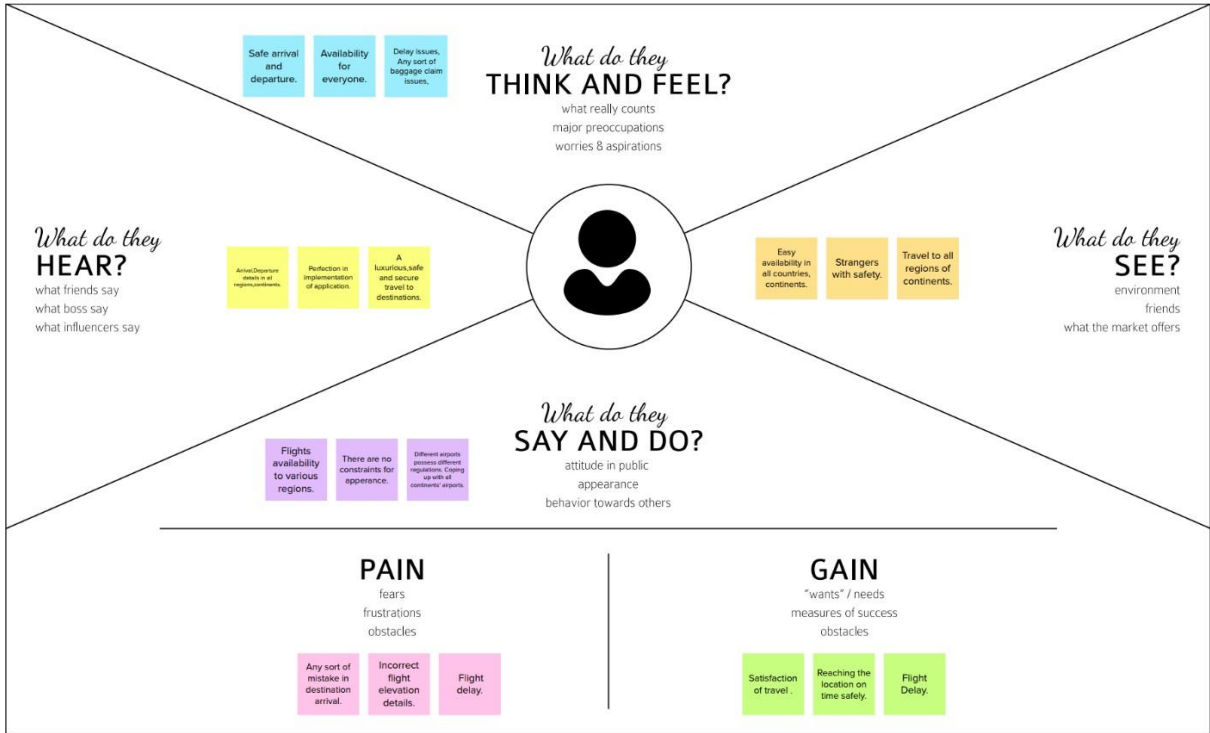 Safe arrival
and
departure.
Availability
for
everyone.
Delay issues,
Any sort of
baggage claim
issues,
What do they
THINK AND FEEL?
what really counts
major preoccupations
worries & aspirations
What do they
HEAR?
what friends say
what boss say
what influencers say
Arrival,Departure
details in all
regions,continents.
Perfection in
implementation
of application.
A
luxurious,safe
and secure
travel to
destinations.
Easy
availability in
all countries,
continents.
Strangers
with safety.
Travel to all
regions of
continents.
What do they
SEE?
environment
friends
what the market offers
What do they
SAY AND DO?
attitude in public
appearance
behavior towards others
Flights
availability
to various
regions.
There are no
constraints for
apperance.
Different airports
possess different
regulations. Coping
up with all
continents' airports.
PAIN
fears
frustrations
obstacles
Any sort of
mistake in
destination
arrival.
Incorrect
flight
elevation
details.
Flight
delay.
GAIN
"wants" / needs
measures of success
obstacles
Satisfaction
of travel .
Reaching the
location on
time safely.
Flight
Delay.